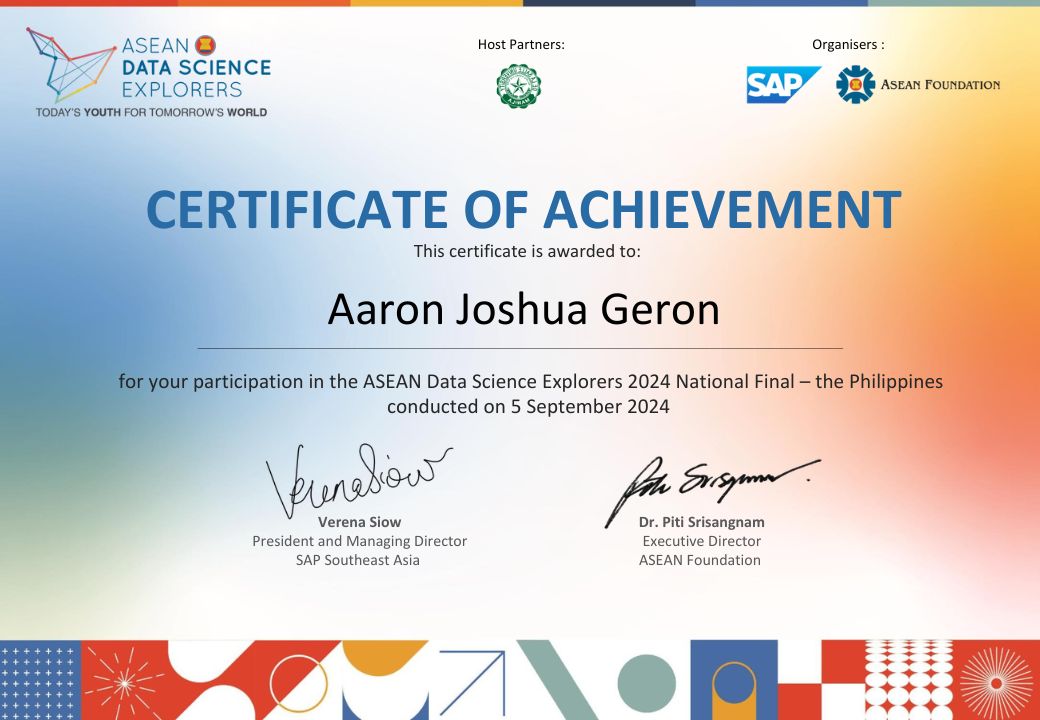 ASEAN
DATA SCIENCE
EXPLORERS
TODAY'S YOUTH FOR TOMORROW'S WORLD
Host Partners:
Organisers :
SAP
ASEAN FOUNDATION
CERTIFICATE OF ACHIEVEMENT
This certificate is awarded to:
Aaron Joshua Geron
for your participation in the ASEAN Data Science Explorers 2024 National Final – the Philippines
conducted on 5 September 2024
Verena Siow
Verena Siow
President and Managing Director
SAP Southeast Asia
Dr. Piti Srisangnam
Executive Director
ASEAN Foundation